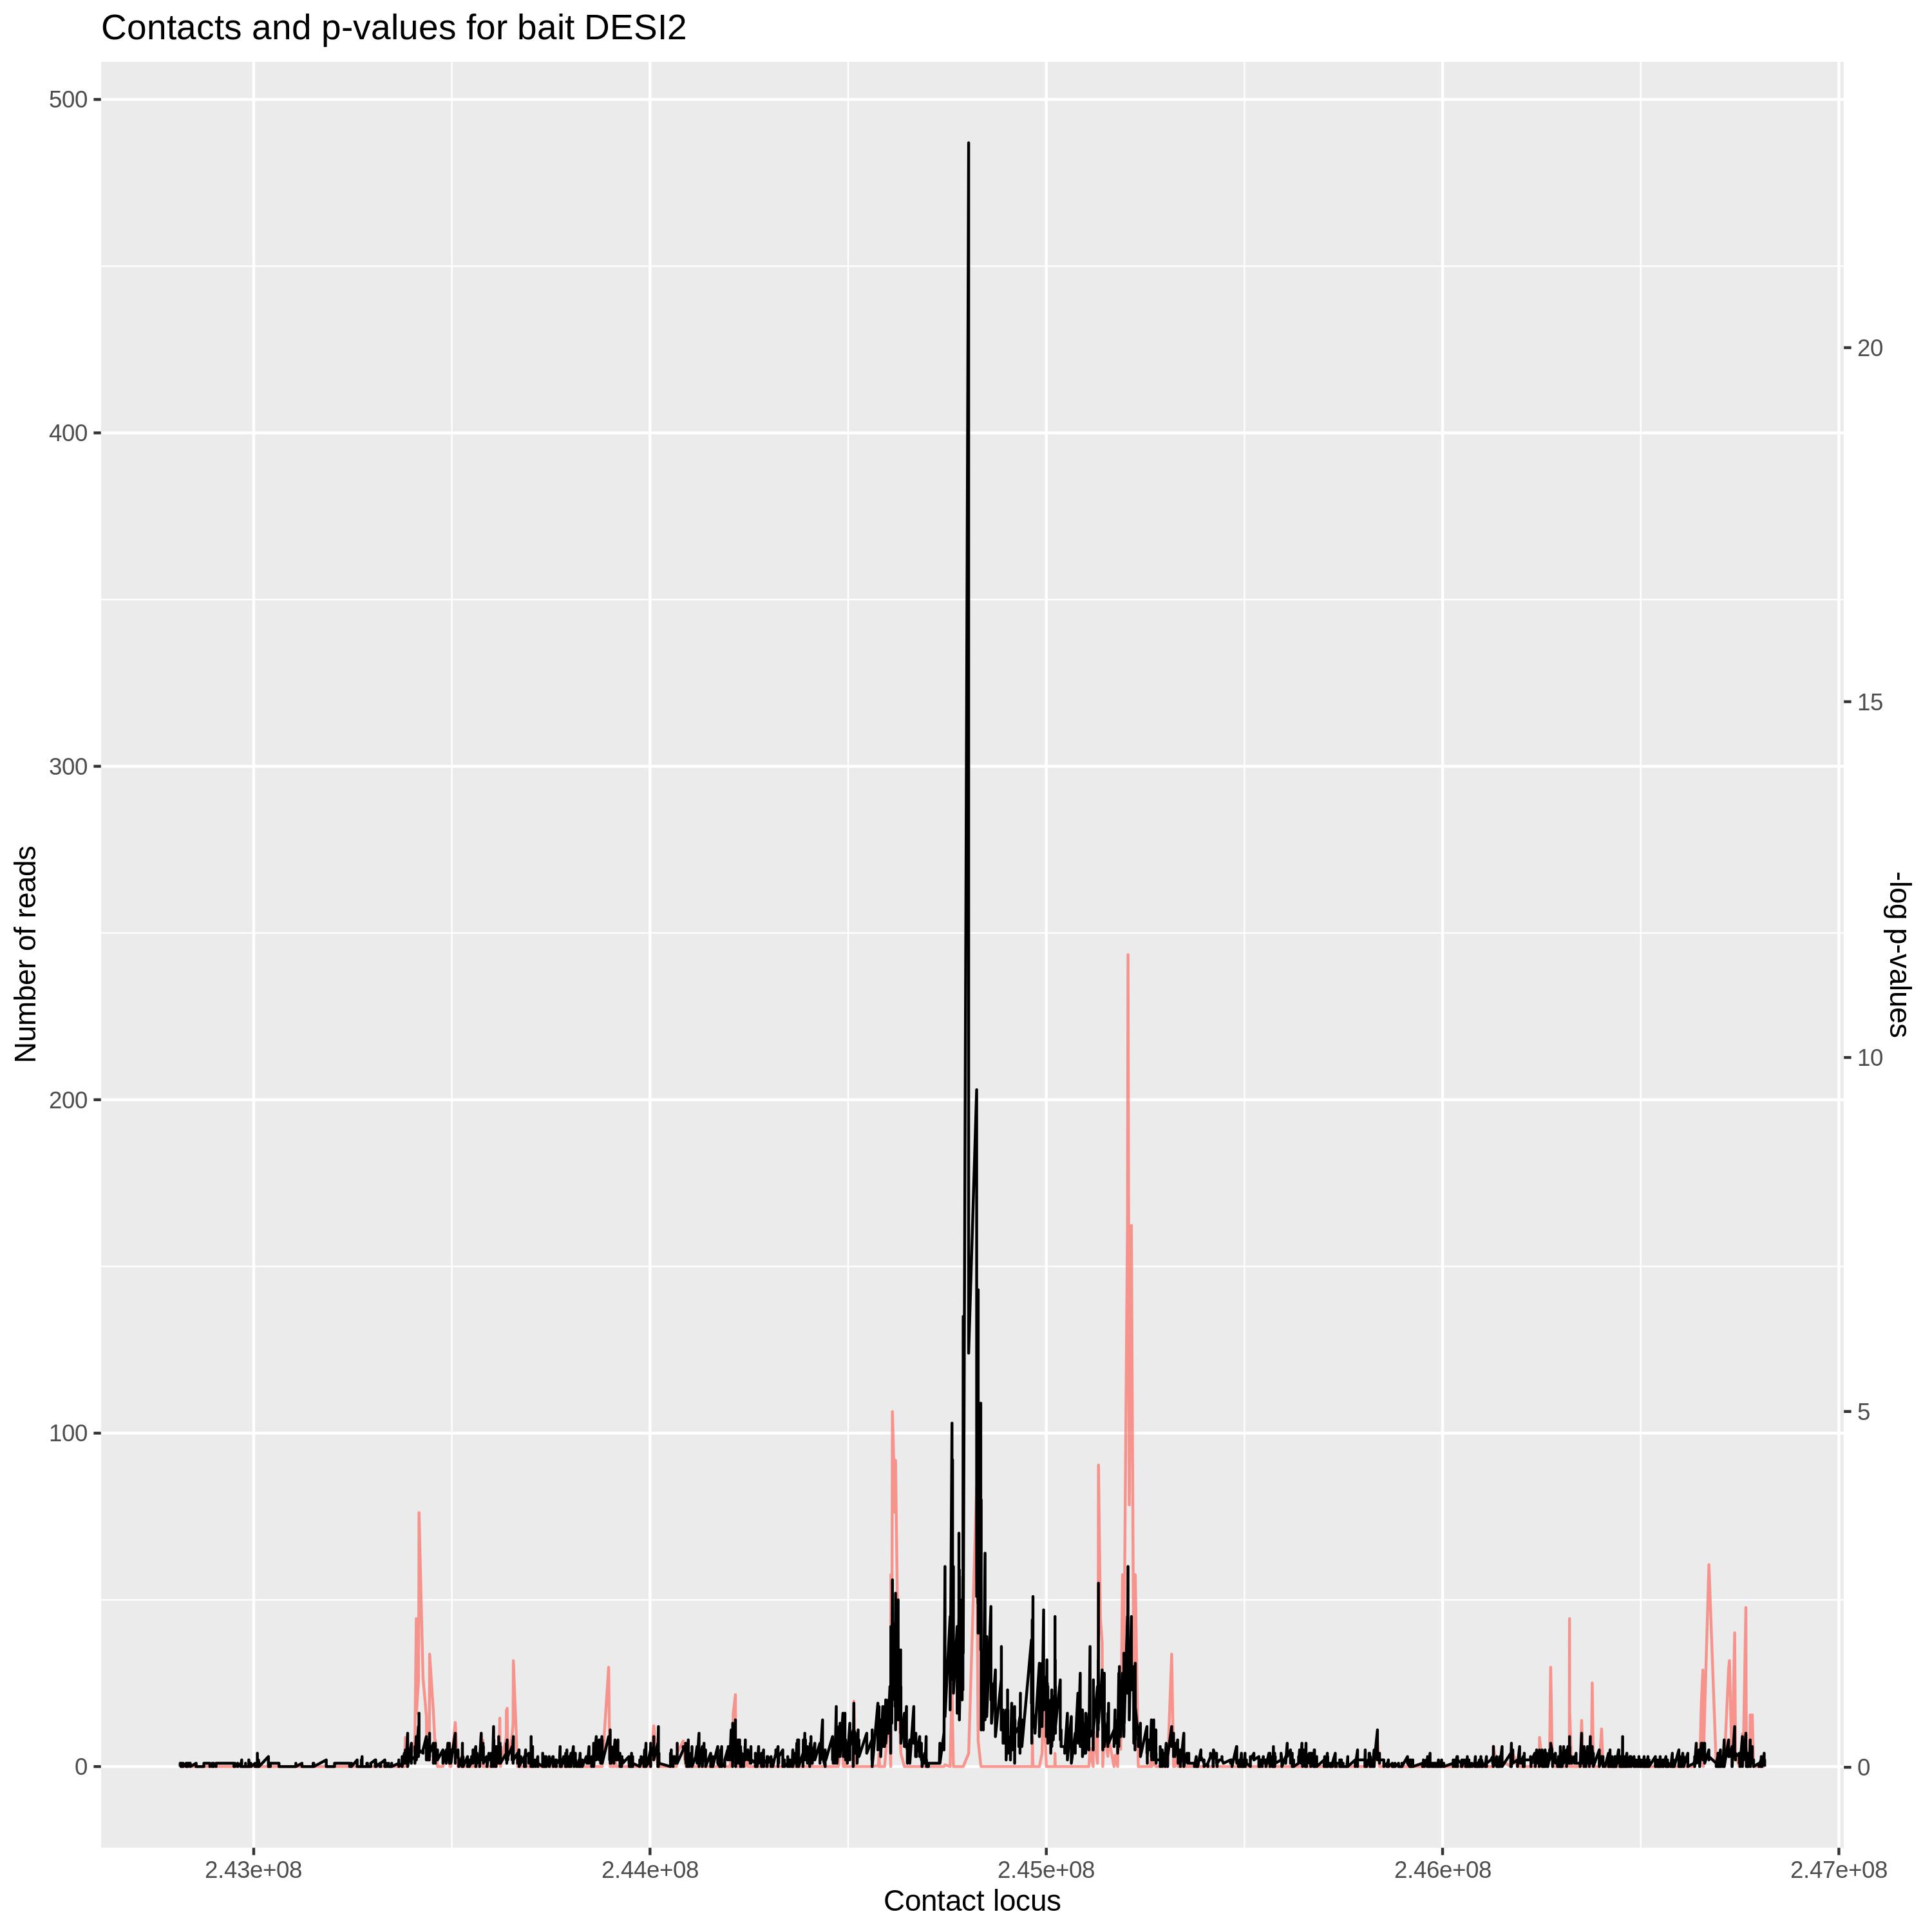 Contacts and p-values for bait DESI2
500
400
300
200
100
0
Number of reads
20
15
10
5
0
-log p-values
2.43e+08
2.44e+08
2.45e+08
2.46e+08
2.47e+08
Contact locus